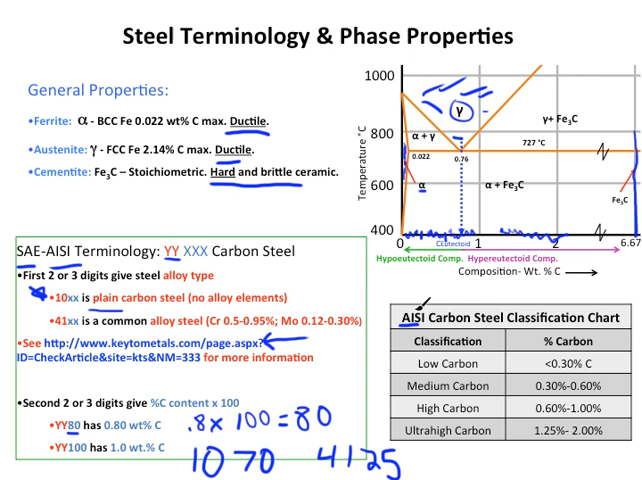 Steel Terminology & Phase Properties
General Properties:
•Ferrite: α - BCC Fe 0.022 wt% C max. Ductile.
•Austenite: γ - FCC Fe 2.14% C max. Ductile.
•Cementite: Fe3C – Stoichiometric. Hard and brittle ceramic.
SAE-AISI Terminology: YY XXX Carbon Steel
•First 2 or 3 digits give steel alloy type
•10xx is plain carbon steel (no alloy elements)
•41xx is a common alloy steel (Cr 0.5-0.95%; Mo 0.12-0.30%)
•See http://www.keytometals.com/page.aspx?
ID=CheckArticle&site=kts&NM=333 for more information
•Second 2 or 3 digits give %C content x 100
•YY80 has 0.80 wt% C
•YY100 has 1.0 wt.% C
.8 x 100 = 80
1070 4125
Temperature °C
1000
800
600
400
γ
γ+ Fe3C
α + γ
727 °C
0.022
0.76
α
α + Fe3C
Fe3C
0
CEutectoid
1
2
6.67
Hypoeutectoid Comp. Hypereutectoid Comp.
Composition- Wt. % C
AISI Carbon Steel Classification Chart
Classification % Carbon
Low Carbon <0.30% C
Medium Carbon 0.30%-0.60%
High Carbon 0.60%-1.00%
Ultrahigh Carbon 1.25%- 2.00%